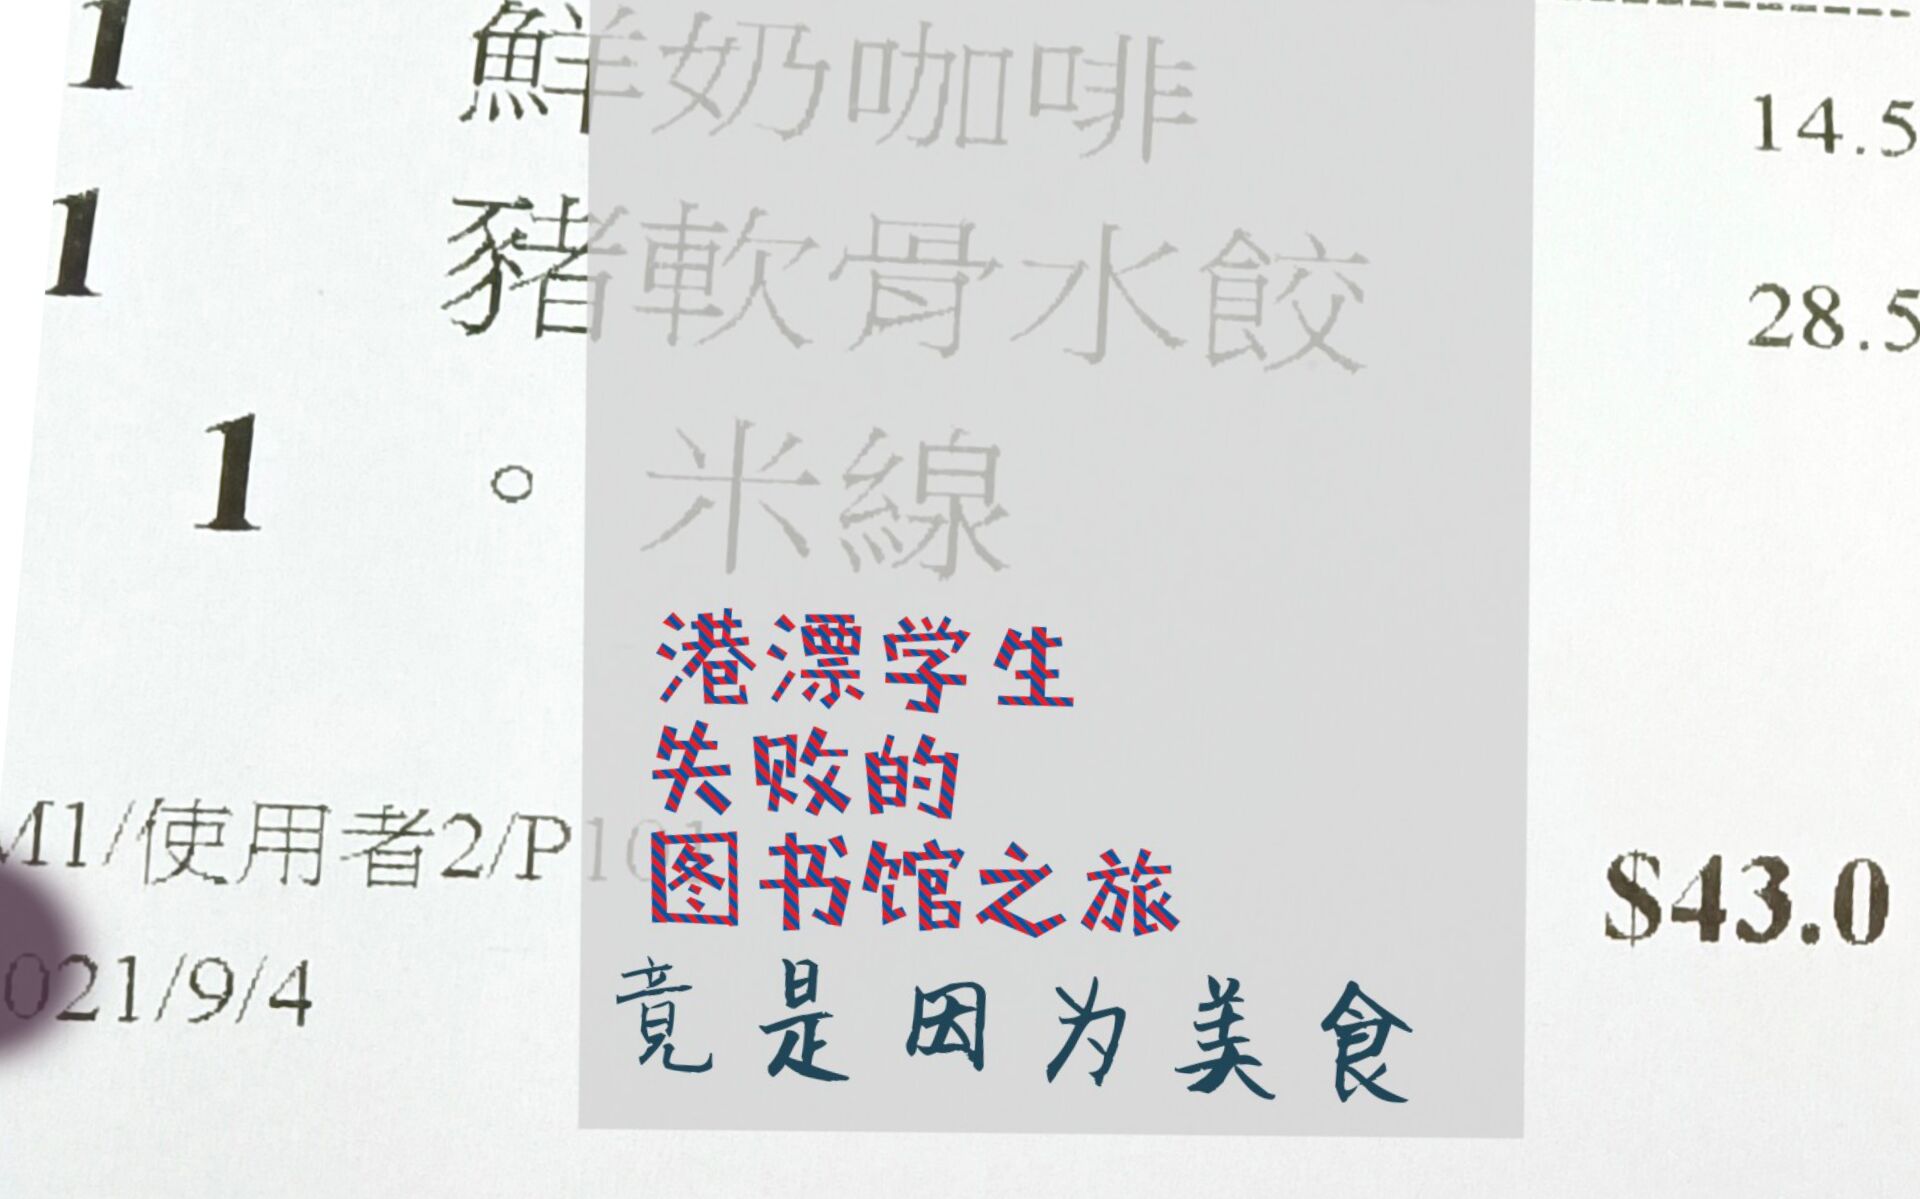 1 鮮奶咖啡 14.5
1 豬軟骨水餃 28.5
1 。 米線
港漂学生
失败的
图书馆之旅
M1/使用者2/P101
$43.0
021/9/4
竟是因为美食